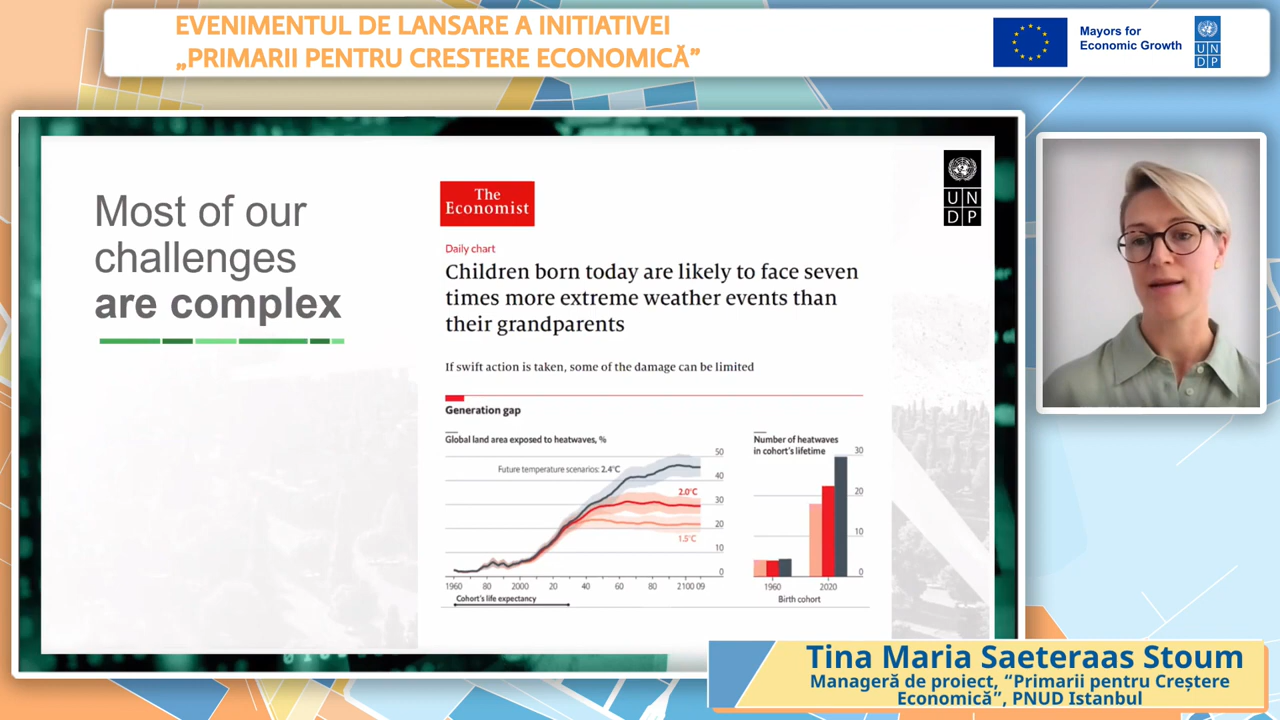 EVENIMENTUL DE LANSARE A INITIATIVEI
„PRIMARII PENTRU CRESTERE ECONOMICĂ”
Mayors for
Economic Growth
U N
D P
Most of our
challenges
are complex
The
Economist
U N
D P
Daily chart
Children born today are likely to face seven
times more extreme weather events than
their grandparents
If swift action is taken, some of the damage can be limited
Generation gap
Global land area exposed to heatwaves, %
Future temperature scenarios: 2.4°C
2.0°C
1.5°C
50
40
30
20
10
0
1960 80 2000 20 40 60 80 2100 09
Cohort's life expectancy
Number of heatwaves
in cohort's lifetime
30
20
10
0
1960 2020
Birth cohort
Tina Maria Saeteraas Stoum
Manageră de proiect, “Primarii pentru Creștere
Economică”, PNUD Istanbul